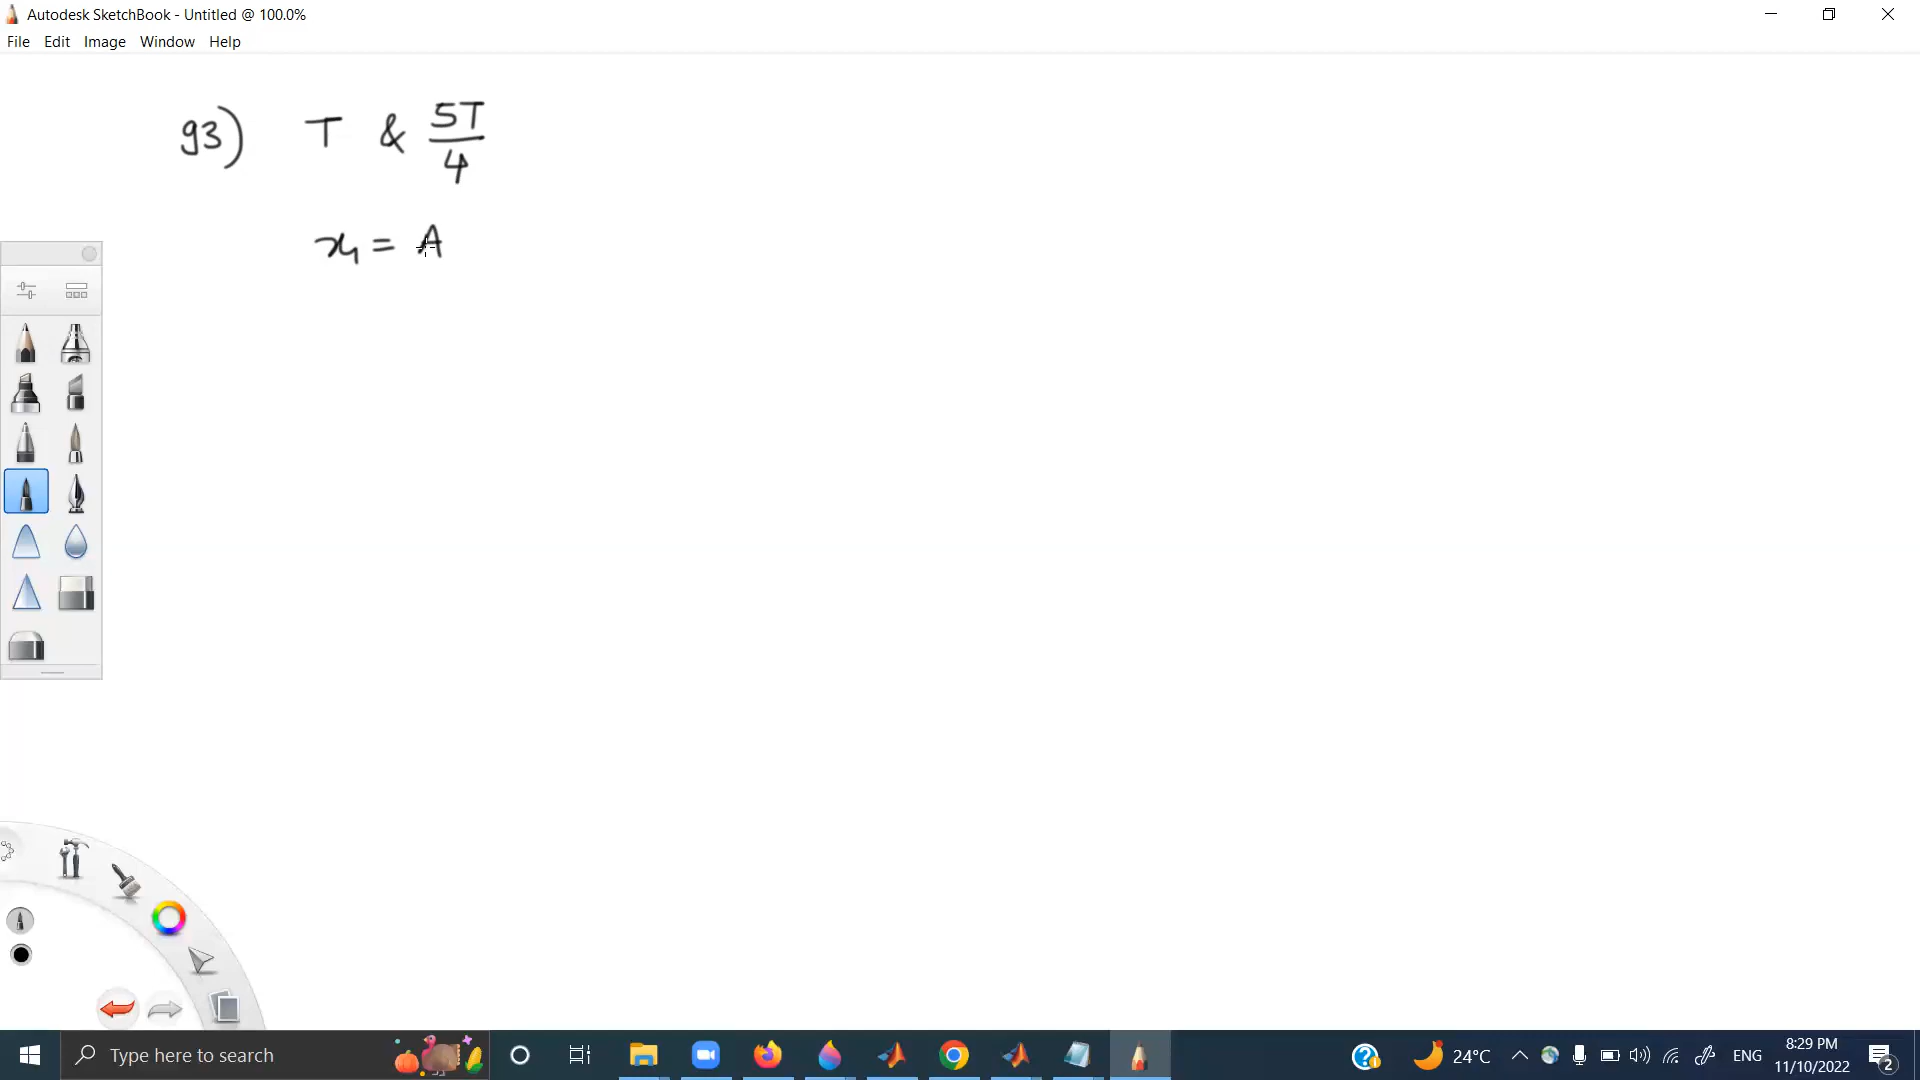 Autodesk SketchBook - Untitled @ 100.0%
File Edit Image Window Help
93) T & 5T/4
x₁ = A
Type here to search
24°C
ENG
8:29 PM
11/10/2022
2